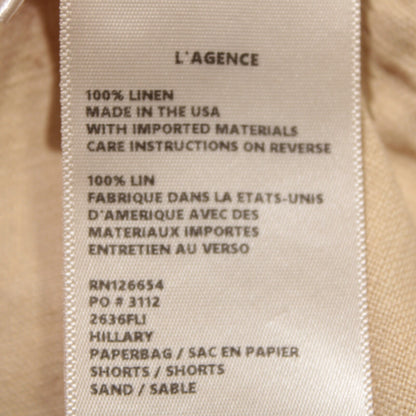 L'AGENCE
100% LINEN
MADE IN THE USA
WITH IMPORTED MATERIALS
CARE INSTRUCTIONS ON REVERSE
100% LIN
FABRIQUE DANS LA ETATS-UNIS
D'AMERIQUE AVEC DES
MATERIAUX IMPORTES
ENTRETIEN AU VERSO
RN126654
PO # 3112
2636FLI
HILLARY
PAPERBAG / SAC EN PAPIER
SHORTS / SHORTS
SAND / SABLE